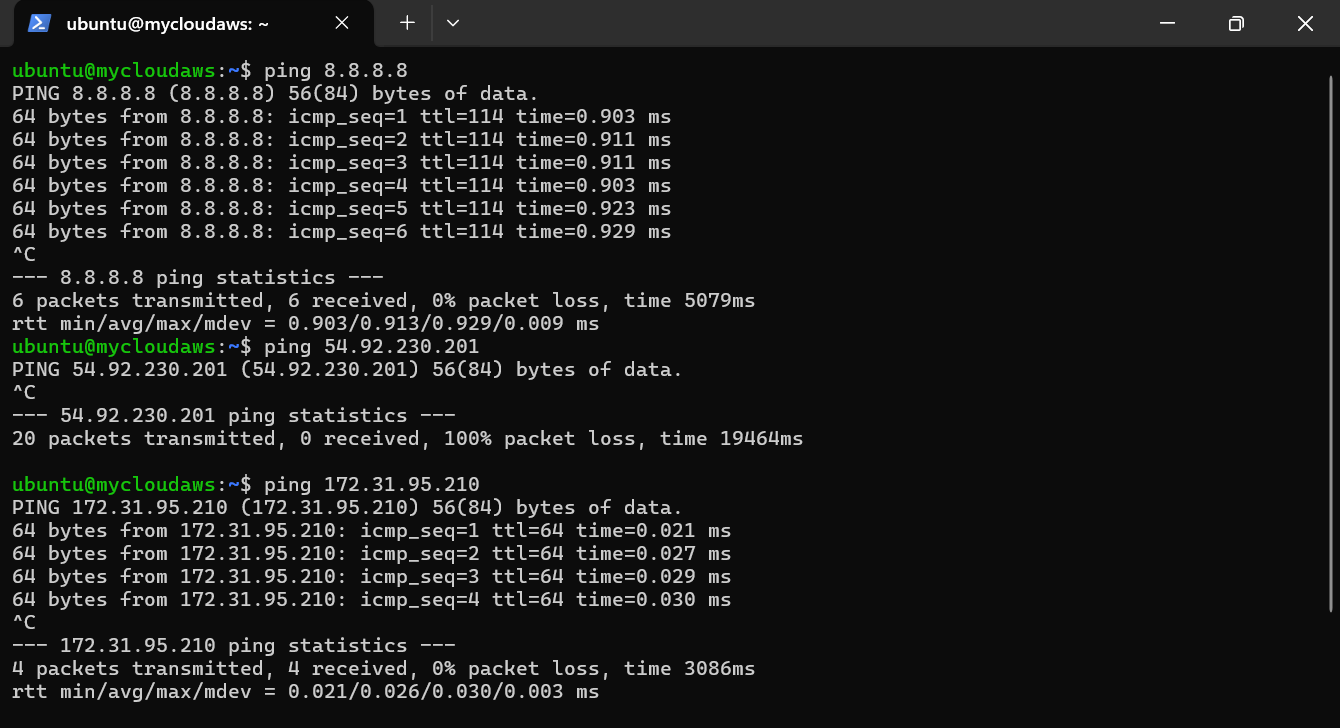 ubuntu@mycloudaws: ~
ubuntu@mycloudaws:~$ ping 8.8.8.8
PING 8.8.8.8 (8.8.8.8) 56(84) bytes of data.
64 bytes from 8.8.8.8: icmp_seq=1 ttl=114 time=0.903 ms
64 bytes from 8.8.8.8: icmp_seq=2 ttl=114 time=0.911 ms
64 bytes from 8.8.8.8: icmp_seq=3 ttl=114 time=0.911 ms
64 bytes from 8.8.8.8: icmp_seq=4 ttl=114 time=0.903 ms
64 bytes from 8.8.8.8: icmp_seq=5 ttl=114 time=0.923 ms
64 bytes from 8.8.8.8: icmp_seq=6 ttl=114 time=0.929 ms
^C
--- 8.8.8.8 ping statistics ---
6 packets transmitted, 6 received, 0% packet loss, time 5079ms
rtt min/avg/max/mdev = 0.903/0.913/0.929/0.009 ms
ubuntu@mycloudaws:~$ ping 54.92.230.201
PING 54.92.230.201 (54.92.230.201) 56(84) bytes of data.
^C
--- 54.92.230.201 ping statistics ---
20 packets transmitted, 0 received, 100% packet loss, time 19464ms
ubuntu@mycloudaws:~$ ping 172.31.95.210
PING 172.31.95.210 (172.31.95.210) 56(84) bytes of data.
64 bytes from 172.31.95.210: icmp_seq=1 ttl=64 time=0.021 ms
64 bytes from 172.31.95.210: icmp_seq=2 ttl=64 time=0.027 ms
64 bytes from 172.31.95.210: icmp_seq=3 ttl=64 time=0.029 ms
64 bytes from 172.31.95.210: icmp_seq=4 ttl=64 time=0.030 ms
^C
--- 172.31.95.210 ping statistics ---
4 packets transmitted, 4 received, 0% packet loss, time 3086ms
rtt min/avg/max/mdev = 0.021/0.026/0.030/0.003 ms